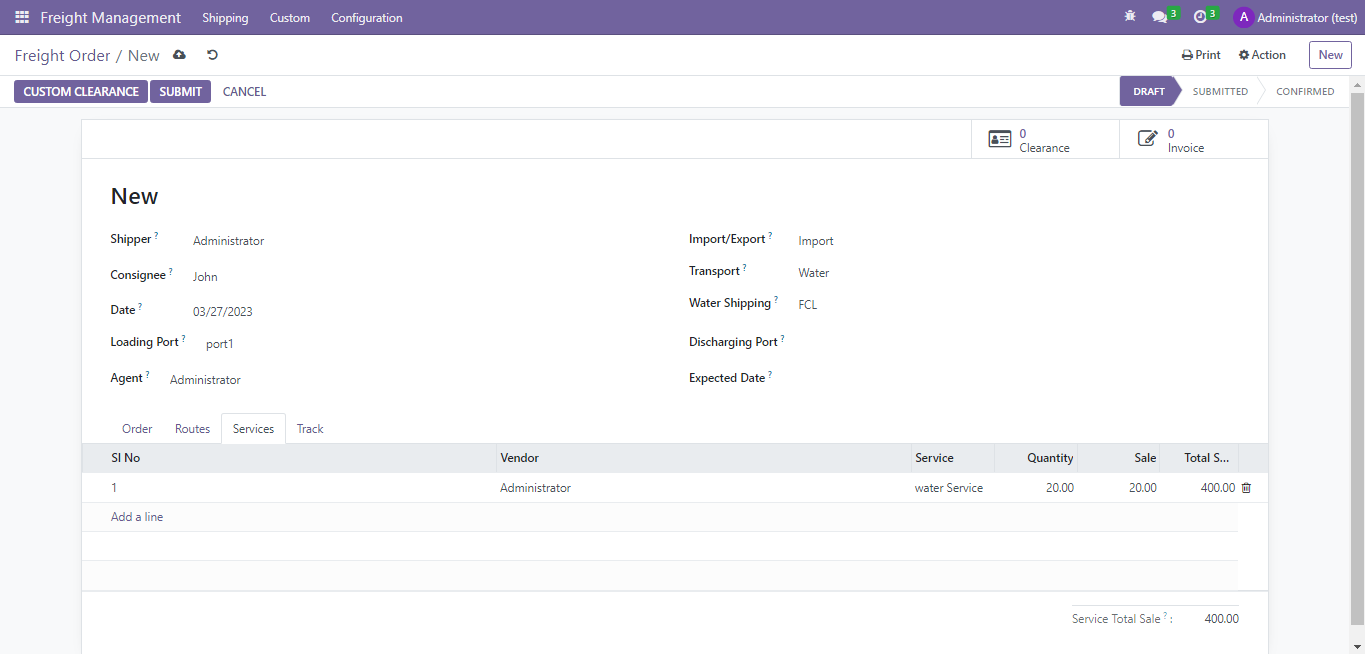 Freight Management Shipping Custom Configuration 3 3 A Administrator (test)
Freight Order / New Print Action New
CUSTOM CLEARANCE SUBMIT CANCEL DRAFT SUBMITTED CONFIRMED
0 Clearance
0 Invoice
New
Shipper ? Administrator Import/Export ? Import
Consignee ? John Transport ? Water
Date ? 03/27/2023 Water Shipping ? FCL
Loading Port ? port1 Discharging Port ?
Agent ? Administrator Expected Date ?
Order Routes Services Track
Sl No Vendor Service Quantity Sale Total S...
1 Administrator water Service 20.00 20.00 400.00
Add a line
Service Total Sale ? : 400.00